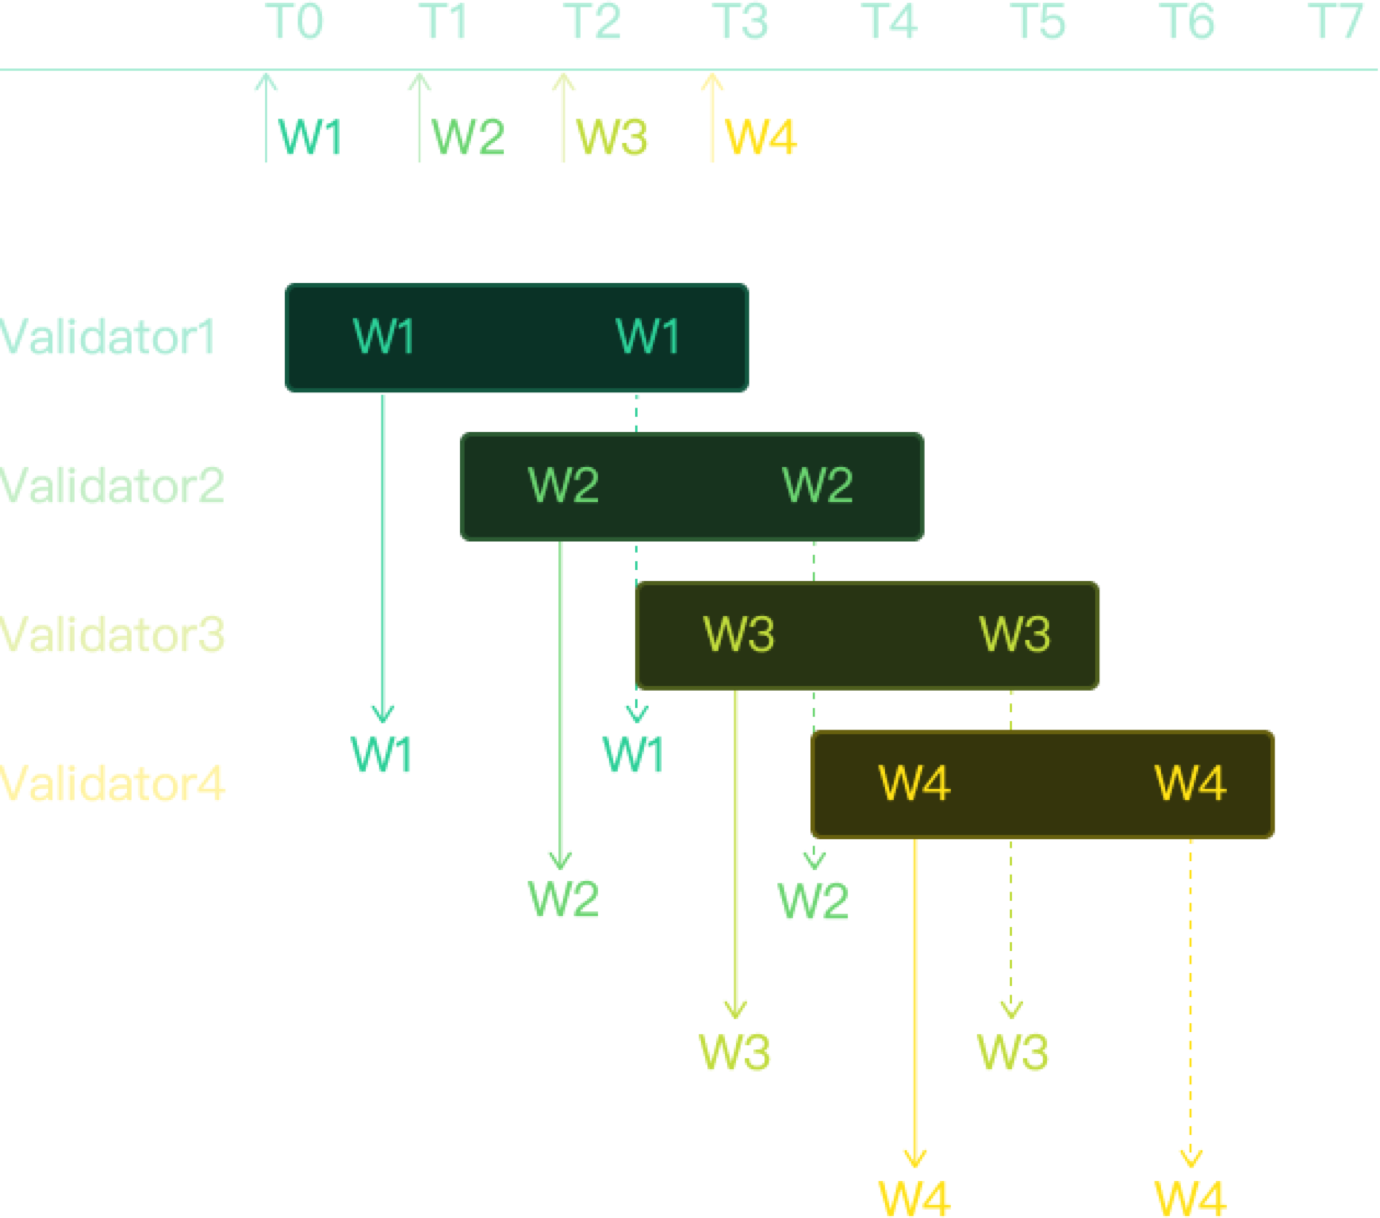 T0 T1 T2 T3 T4 T5 T6 T7
W1 W2 W3 W4
Validator1 W1 W1
Validator2 W2 W2
Validator3 W3 W3
W1 W1
Validator4 W4 W4
W2 W2
W3 W3
W4 W4